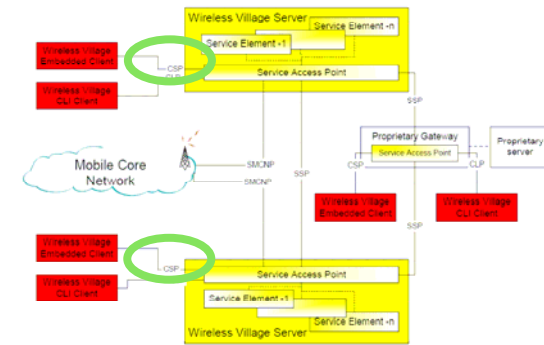 Wireless Village Server
Service Element -n
Service Element -1
Wireless Village
Embedded Client
CSP
CLP
Service Access Point
Wireless Village
CLI Client
SSP
Proprietary Gateway
Service Access Point
Proprietary
server
CSP
CLP
Mobile Core
Network
SMCNP
SSP
SMCNP
Wireless Village
Embedded Client
Wireless Village
CLI Client
SSP
Wireless Village
Embedded Client
CSP
Service Access Point
Wireless Village
CLI Client
Service Element -1
Service Element -n
Wireless Village Server